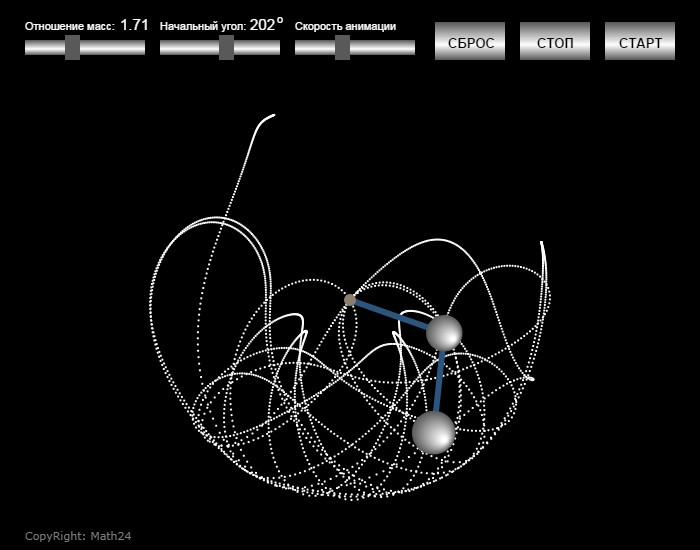 Отношение масс: 1.71 Начальный угол: 202° Скорость анимации
СБРОС СТОП СТАРТ
CopyRight: Math24